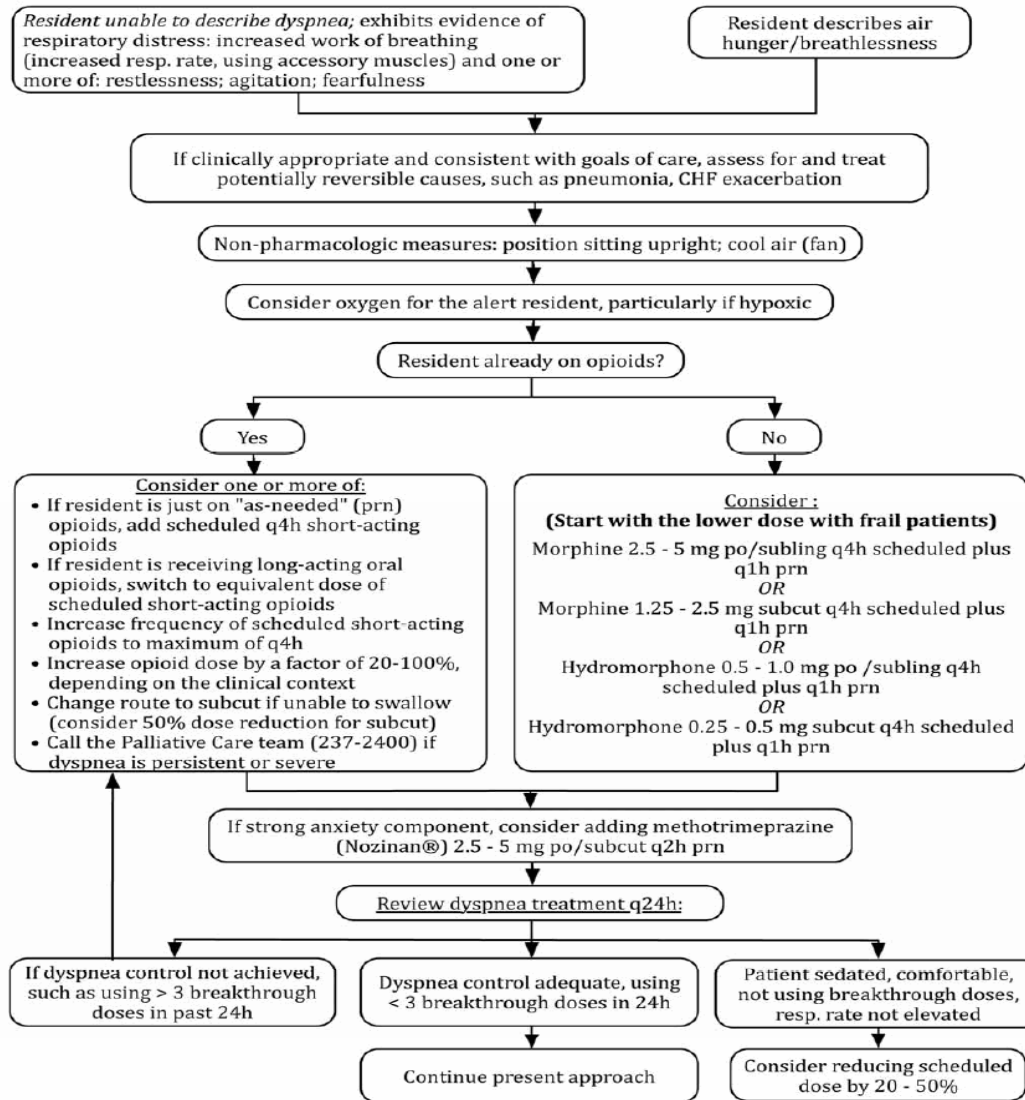 Resident unable to describe dyspnea; exhibits evidence of
respiratory distress: increased work of breathing
(increased resp. rate, using accessory muscles) and one or
more of: restlessness; agitation; fearfulness
Resident describes air
hunger/breathlessness
If clinically appropriate and consistent with goals of care, assess for and treat
potentially reversible causes, such as pneumonia, CHF exacerbation
Non-pharmacologic measures: position sitting upright; cool air (fan)
Consider oxygen for the alert resident, particularly if hypoxic
Resident already on opioids?
Yes
No
Consider one or more of:
• If resident is just on "as-needed" (prn)
opioids, add scheduled q4h short-acting
opioids
• If resident is receiving long-acting oral
opioids, switch to equivalent dose of
scheduled short-acting opioids
• Increase frequency of scheduled short-acting
opioids to maximum of q4h
• Increase opioid dose by a factor of 20-100%,
depending on the clinical context
• Change route to subcut if unable to swallow
(consider 50% dose reduction for subcut)
• Call the Palliative Care team (237-2400) if
dyspnea is persistent or severe
Consider :
(Start with the lower dose with frail patients)
Morphine 2.5 - 5 mg po/subling q4h scheduled plus
q1h prn
OR
Morphine 1.25 - 2.5 mg subcut q4h scheduled plus
q1h prn
OR
Hydromorphone 0.5 - 1.0 mg po /subling q4h
scheduled plus q1h prn
OR
Hydromorphone 0.25 - 0.5 mg subcut q4h scheduled
plus q1h prn
If strong anxiety component, consider adding methotrimeprazine
(Nozinan®) 2.5 - 5 mg po/subcut q2h prn
Review dyspnea treatment q24h:
If dyspnea control not achieved,
such as using > 3 breakthrough
doses in past 24h
Dyspnea control adequate, using
< 3 breakthrough doses in 24h
Patient sedated, comfortable,
not using breakthrough doses,
resp. rate not elevated
Continue present approach
Consider reducing scheduled
dose by 20 - 50%